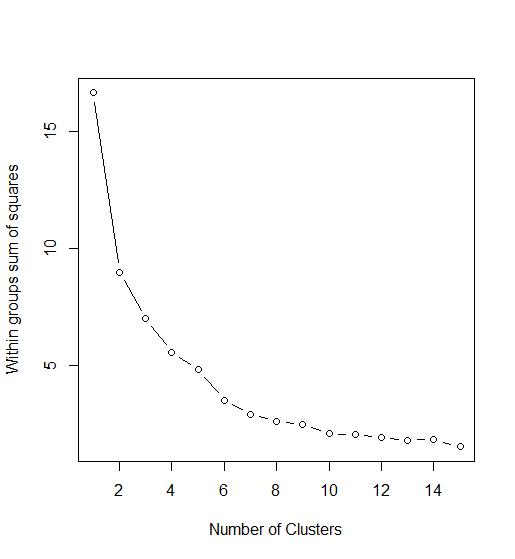 Within groups sum of squares
15
10
5
2 4 6 8 10 12 14
Number of Clusters